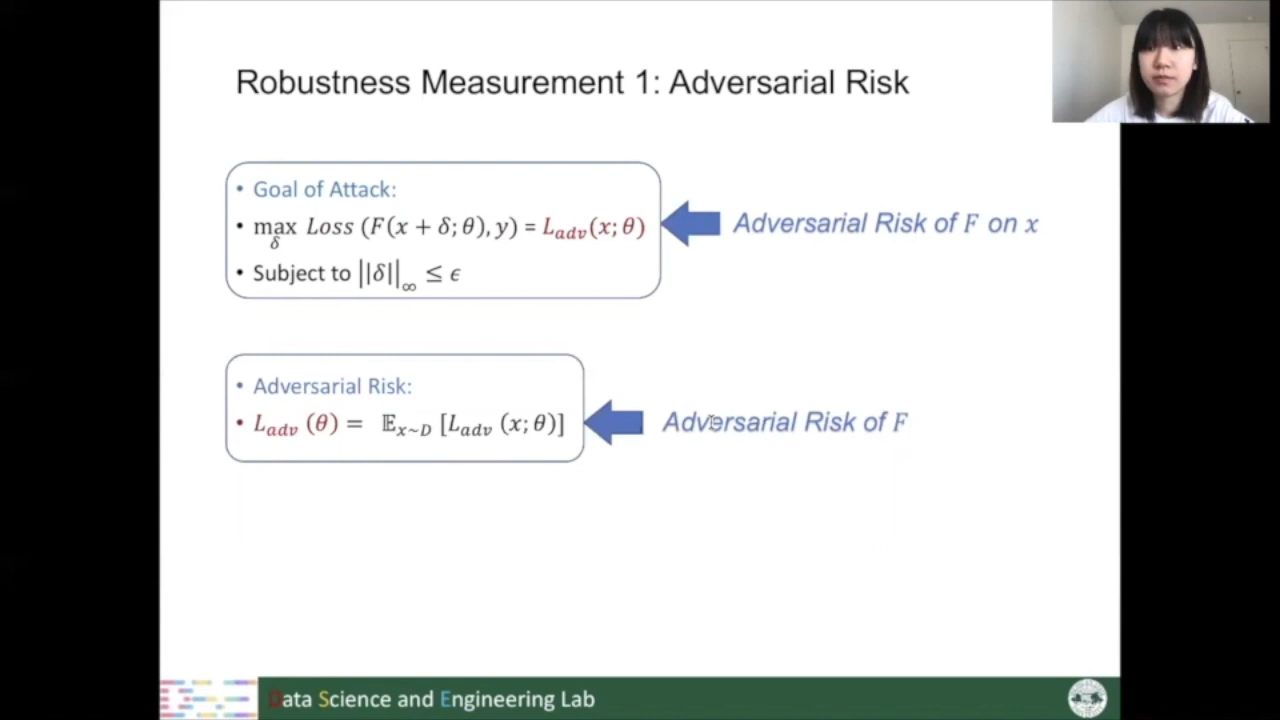 Robustness Measurement 1: Adversarial Risk
• Goal of Attack:
• max_δ Loss (F(x + δ; θ), y) = L_adv(x; θ)
Adversarial Risk of F on x
• Subject to ||δ||_∞ ≤ ϵ
• Adversarial Risk:
• L_adv (θ) = 𝔼_x~D [L_adv (x; θ)]
Adversarial Risk of F
Data Science and Engineering Lab